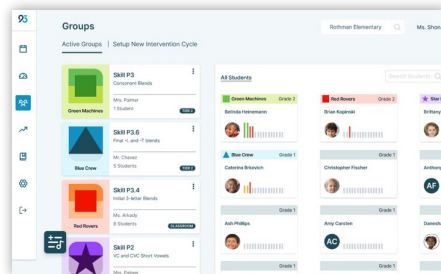 95
Groups
Rothman Elementary
Ms. Shon
Active Groups | Setup New Intervention Cycle
Skill P3
Consonant Blends
Mrs. Palmer
1 Student
TIER 2
Green Machines
Skill P3.6
Final -l, and -T blends
Mr. Chavez
5 Students
TIER 2
Blue Crew
Skill P3.4
Initial 3-letter Blends
Ms. Arkady
8 Students
CLASSROOM
Red Rovers
Skill P2
VC and CVC Short Vowels
Mrs. Palmer
All Students
Search Students
Green Machines Grade 2
Belinda Heinemann
Red Rovers Grade 2
Brian Kopinski
Star
Brittany
Blue Crew Grade 1
Caterina Brkovich
Grade 1
Christopher Fischer
Anthony
AF
Grade 1
Ash Phillips
Grade 1
Amy Carsten
AC
Danesha
Grade 1
Grade 1